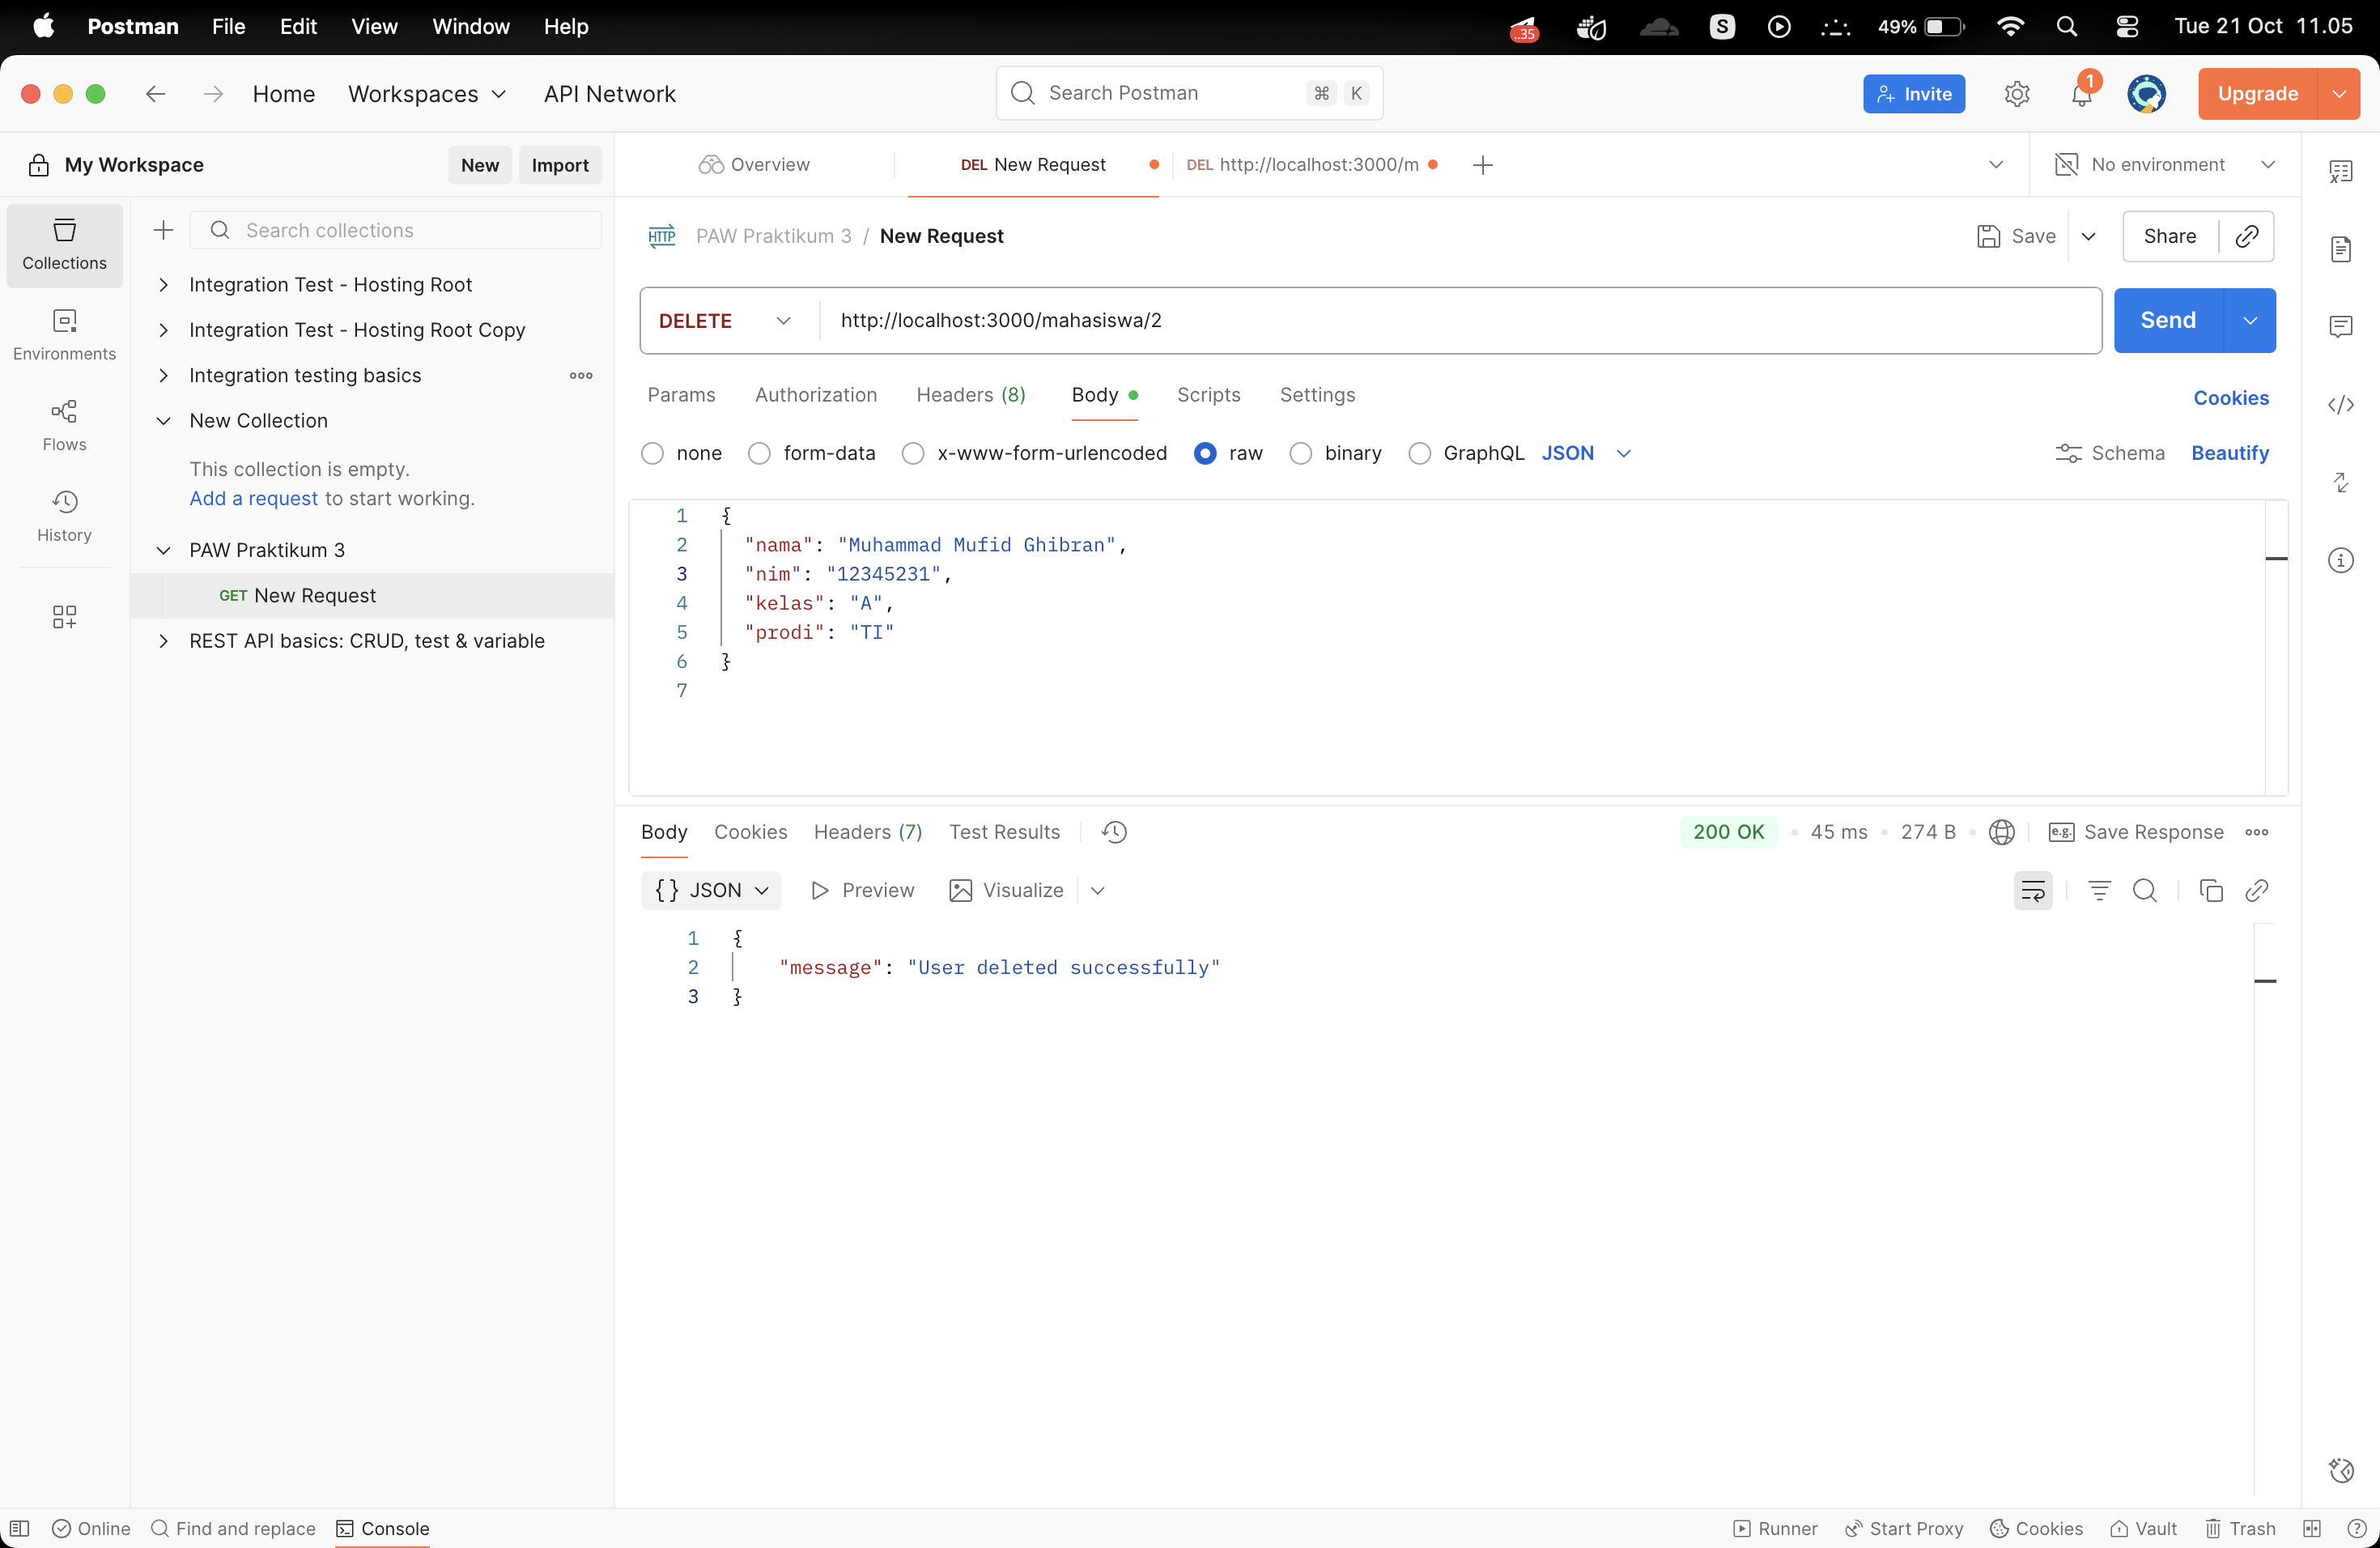 Postman File Edit View Window Help ..35 S 49% Tue 21 Oct 11.05
Home Workspaces API Network Search Postman ⌘ K Invite 1 Upgrade
My Workspace New Import Overview DEL New Request DEL http://localhost:3000/m No environment
Collections
Environments
Flows
History
Search collections
Integration Test - Hosting Root
Integration Test - Hosting Root Copy
Integration testing basics
New Collection
This collection is empty.
Add a request to start working.
PAW Praktikum 3
GET New Request
REST API basics: CRUD, test & variable
HTTP PAW Praktikum 3 / New Request Save Share
DELETE http://localhost:3000/mahasiswa/2 Send
Params Authorization Headers (8) Body Scripts Settings Cookies
none form-data x-www-form-urlencoded raw binary GraphQL JSON Schema Beautify
1 {
2 "nama": "Muhammad Mufid Ghibran",
3 "nim": "12345231",
4 "kelas": "A",
5 "prodi": "TI"
6 }
7
Body Cookies Headers (7) Test Results 200 OK 45 ms 274 B e.g. Save Response
{} JSON Preview Visualize
1 {
2 "message": "User deleted successfully"
3 }
Online Find and replace Console Runner Start Proxy Cookies Vault Trash